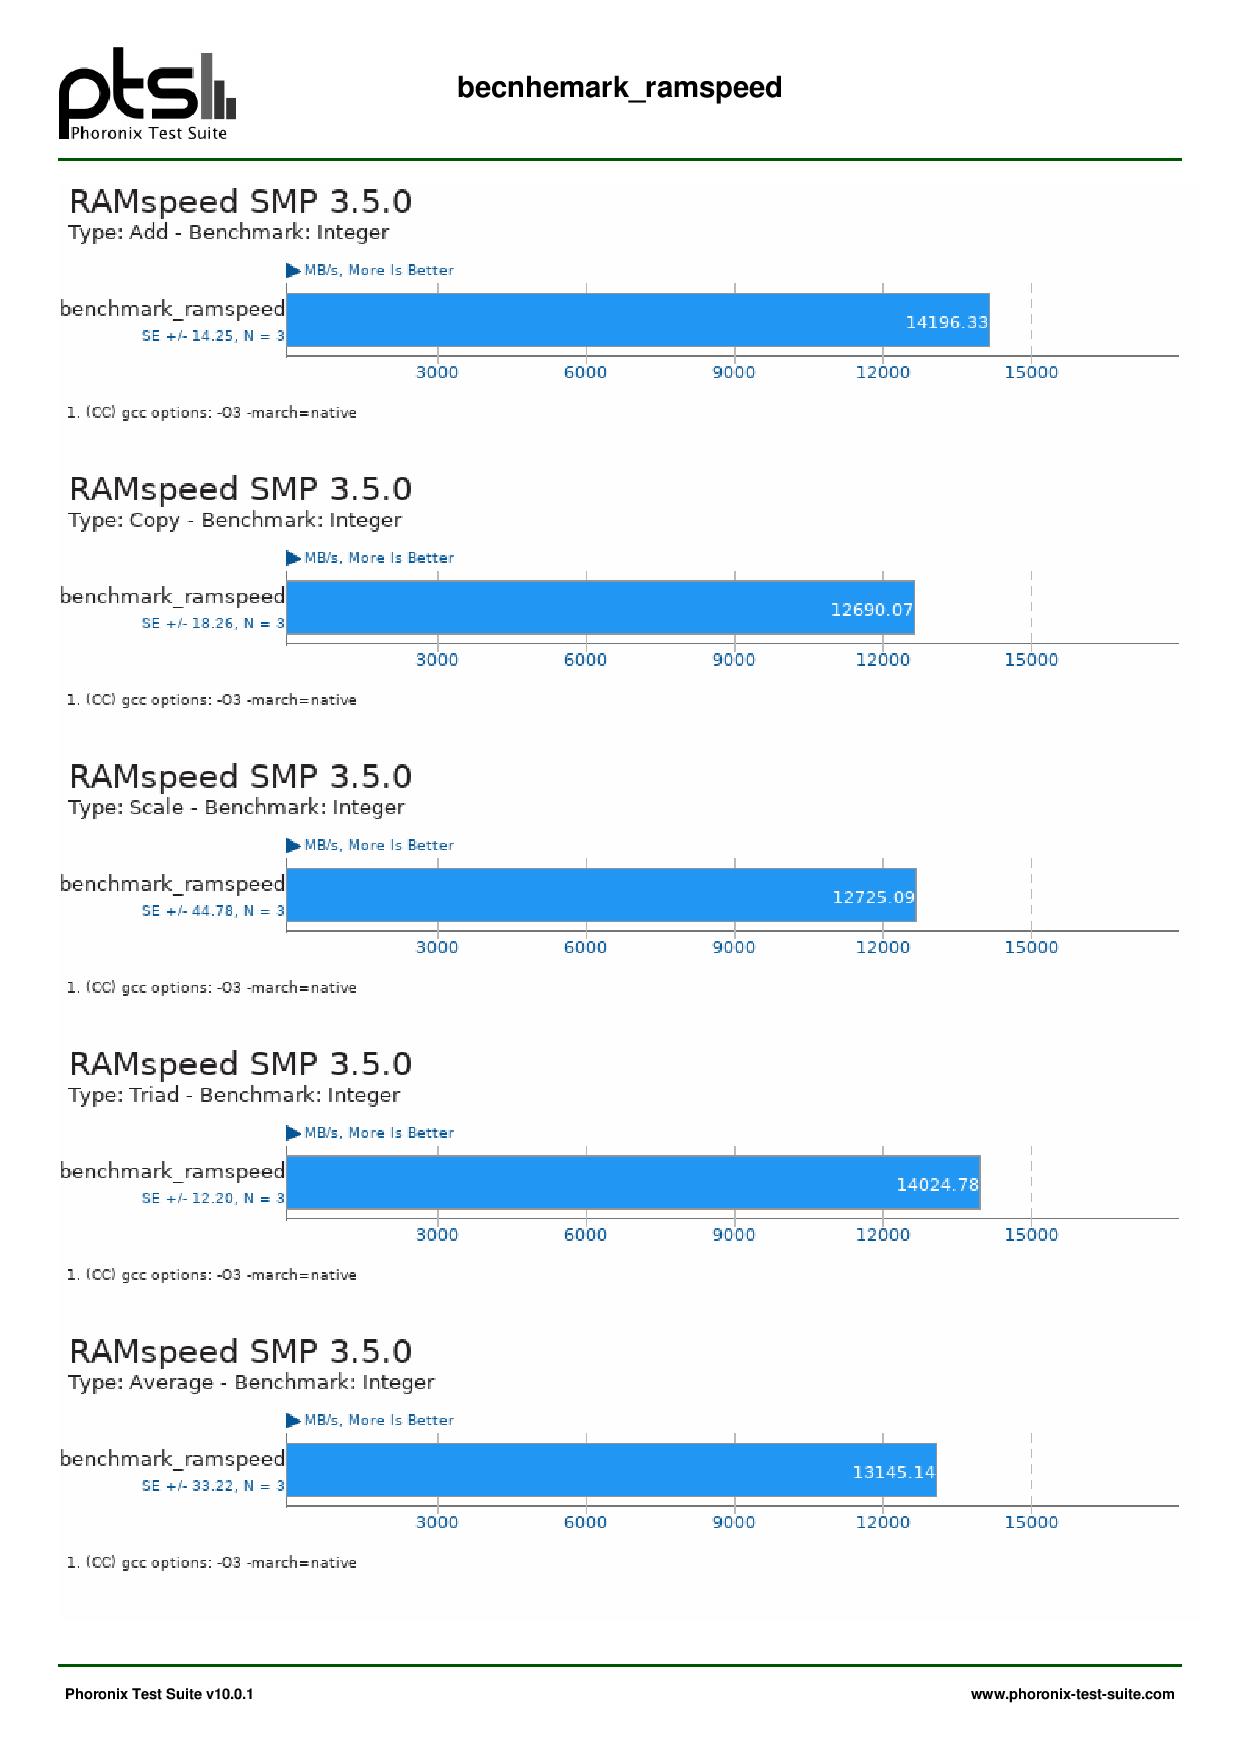 pts
Phoronix Test Suite
becnhemark_ramspeed
RAMspeed SMP 3.5.0
Type: Add - Benchmark: Integer
MB/s, More Is Better
benchmark_ramspeed
SE +/- 14.25, N = 3
14196.33
3000 6000 9000 12000 15000
1. (CC) gcc options: -O3 -march=native
RAMspeed SMP 3.5.0
Type: Copy - Benchmark: Integer
MB/s, More Is Better
benchmark_ramspeed
SE +/- 18.26, N = 3
12690.07
3000 6000 9000 12000 15000
1. (CC) gcc options: -O3 -march=native
RAMspeed SMP 3.5.0
Type: Scale - Benchmark: Integer
MB/s, More Is Better
benchmark_ramspeed
SE +/- 44.78, N = 3
12725.09
3000 6000 9000 12000 15000
1. (CC) gcc options: -O3 -march=native
RAMspeed SMP 3.5.0
Type: Triad - Benchmark: Integer
MB/s, More Is Better
benchmark_ramspeed
SE +/- 12.20, N = 3
14024.78
3000 6000 9000 12000 15000
1. (CC) gcc options: -O3 -march=native
RAMspeed SMP 3.5.0
Type: Average - Benchmark: Integer
MB/s, More Is Better
benchmark_ramspeed
SE +/- 33.22, N = 3
13145.14
3000 6000 9000 12000 15000
1. (CC) gcc options: -O3 -march=native
Phoronix Test Suite v10.0.1
www.phoronix-test-suite.com